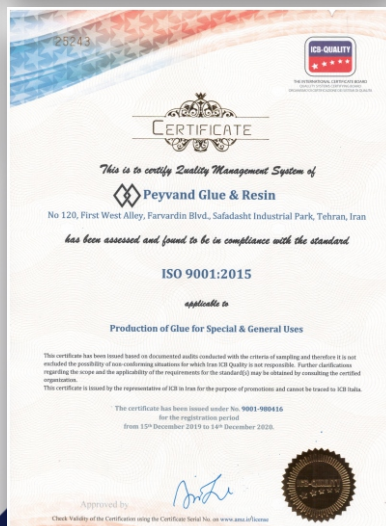 25243
ICB-QUALITY
THE INTERNATIONAL CERTIFICATE BOARD
CERTIFICATE
This is to certify Quality Management System of
Peyvand Glue & Resin
No 120, First West Alley, Farvardin Blvd., Safadasht Industrial Park, Tehran, Iran
has been assessed and found to be in compliance with the standard
ISO 9001:2015
applicable to
Production of Glue for Special & General Uses
This certificate has been issued based on documented audits conducted with the criteria of sampling and therefore it is not
excluded the possibility of non-conforming situations for which Iran ICB Quality is not responsible. Further clarifications
regarding the scope and the applicability of the requirements for the standard(s) may be obtained by consulting the certified
organisation.
This certificate is issued by the representative of ICB in Iran for the purpose of promotions and cannot be traced to ICB Italia.
The certificate has been issued under No. 9001-980416
for the registration period
from 15th December 2019 to 14th December 2020.
Approved by
ICB-QUALITY
Check Validity of the Certification using the Certificate Serial No. on